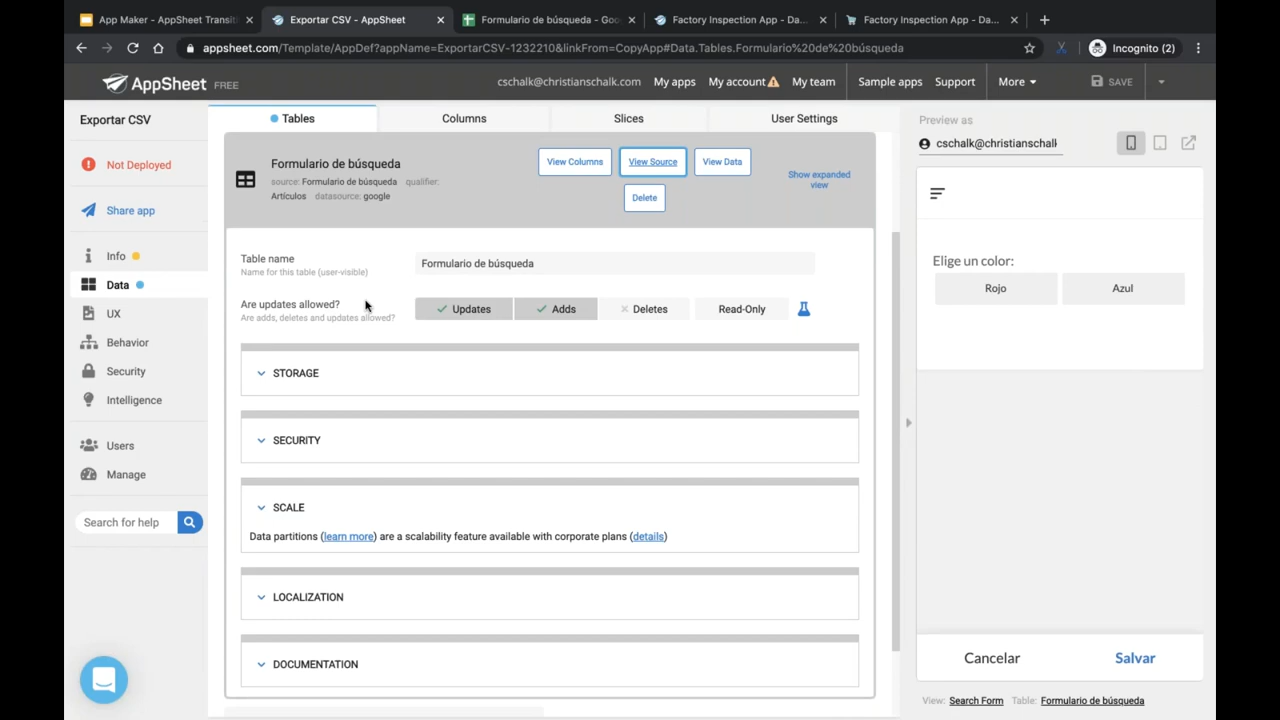 App Maker - AppSheet Transiti
Exportar CSV - AppSheet
Formulario de búsqueda - Goo
Factory Inspection App - Da...
Factory Inspection App - Da...
appsheet.com/Template/AppDef?appName=ExportarCSV-1232210&linkFrom=CopyApp#Data.Tables.Formulario%20de%20búsqueda
Incognito (2)
AppSheet FREE
cschalk@christianschalk.com
My apps
My account
My team
Sample apps
Support
More
SAVE
Exportar CSV
Not Deployed
Share app
Info
Data
UX
Behavior
Security
Intelligence
Users
Manage
Search for help
Tables
Columns
Slices
User Settings
Formulario de búsqueda
source: Formulario de búsqueda qualifier:
Artículos datasource: google
View Columns
View Source
View Data
Delete
Show expanded
view
Table name
Name for this table (user-visible)
Formulario de búsqueda
Are updates allowed?
Are adds, deletes and updates allowed?
Updates
Adds
Deletes
Read-Only
STORAGE
SECURITY
SCALE
Data partitions (learn more) are a scalability feature available with corporate plans (details)
LOCALIZATION
DOCUMENTATION
Preview as
cschalk@christianschall
Elige un color:
Rojo
Azul
Cancelar
Salvar
View: Search Form Table: Formulario de búsqueda